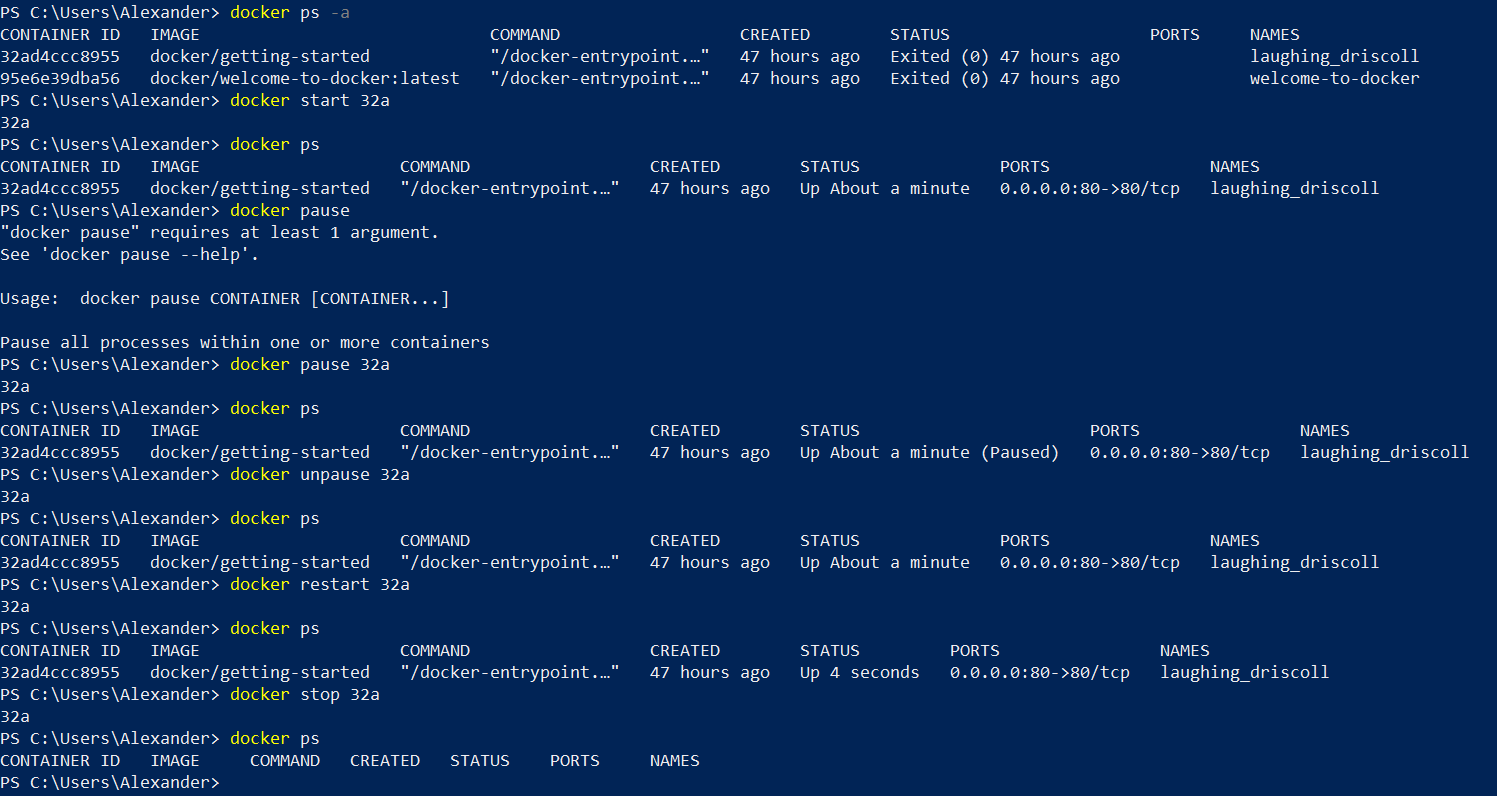 PS C:\Users\Alexander> docker ps -a
CONTAINER ID   IMAGE                             COMMAND                  CREATED        STATUS                    PORTS     NAMES
32ad4ccc8955   docker/getting-started            "/docker-entrypoint.…"   47 hours ago   Exited (0) 47 hours ago             laughing_driscoll
95e6e39dba56   docker/welcome-to-docker:latest   "/docker-entrypoint.…"   47 hours ago   Exited (0) 47 hours ago             welcome-to-docker
PS C:\Users\Alexander> docker start 32a
32a
PS C:\Users\Alexander> docker ps
CONTAINER ID   IMAGE                    COMMAND                  CREATED        STATUS              PORTS                NAMES
32ad4ccc8955   docker/getting-started   "/docker-entrypoint.…"   47 hours ago   Up About a minute   0.0.0.0:80->80/tcp   laughing_driscoll
PS C:\Users\Alexander> docker pause
"docker pause" requires at least 1 argument.
See 'docker pause --help'.

Usage:  docker pause CONTAINER [CONTAINER...]

Pause all processes within one or more containers
PS C:\Users\Alexander> docker pause 32a
32a
PS C:\Users\Alexander> docker ps
CONTAINER ID   IMAGE                    COMMAND                  CREATED        STATUS                       PORTS                NAMES
32ad4ccc8955   docker/getting-started   "/docker-entrypoint.…"   47 hours ago   Up About a minute (Paused)   0.0.0.0:80->80/tcp   laughing_driscoll
PS C:\Users\Alexander> docker unpause 32a
32a
PS C:\Users\Alexander> docker ps
CONTAINER ID   IMAGE                    COMMAND                  CREATED        STATUS              PORTS                NAMES
32ad4ccc8955   docker/getting-started   "/docker-entrypoint.…"   47 hours ago   Up About a minute   0.0.0.0:80->80/tcp   laughing_driscoll
PS C:\Users\Alexander> docker restart 32a
32a
PS C:\Users\Alexander> docker ps
CONTAINER ID   IMAGE                    COMMAND                  CREATED        STATUS         PORTS                NAMES
32ad4ccc8955   docker/getting-started   "/docker-entrypoint.…"   47 hours ago   Up 4 seconds   0.0.0.0:80->80/tcp   laughing_driscoll
PS C:\Users\Alexander> docker stop 32a
32a
PS C:\Users\Alexander> docker ps
CONTAINER ID   IMAGE     COMMAND   CREATED   STATUS    PORTS     NAMES
PS C:\Users\Alexander>